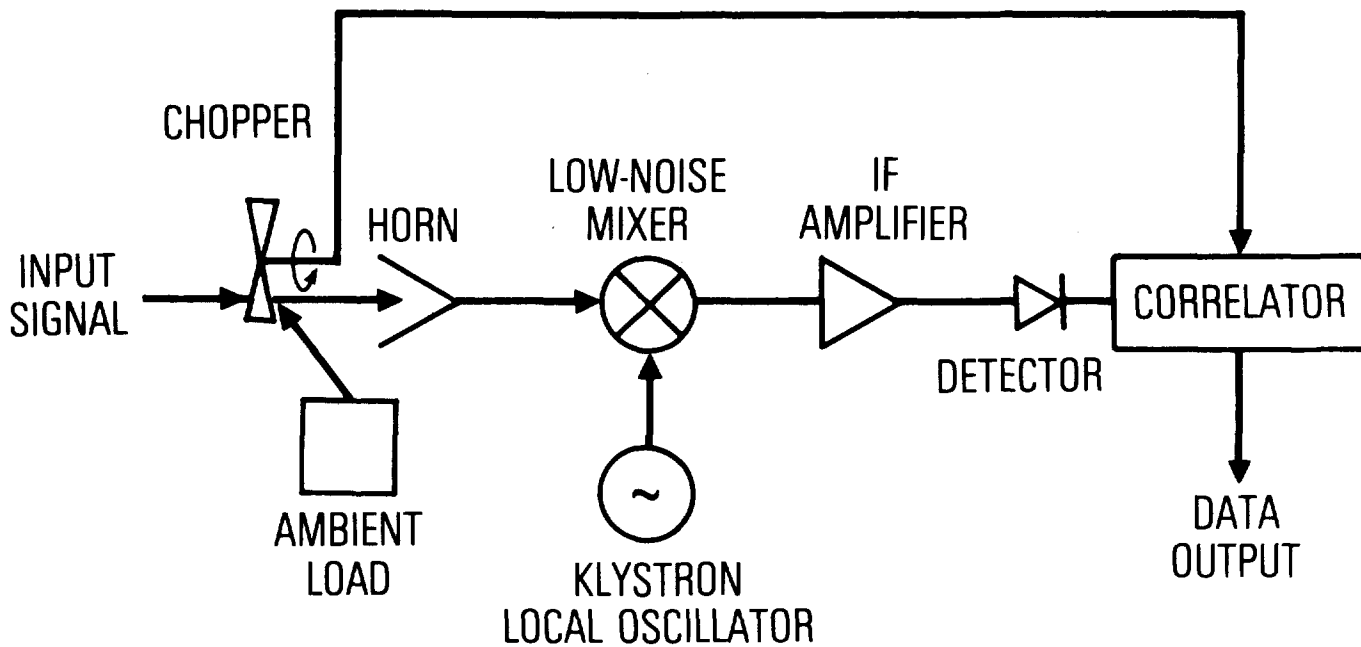 CHOPPER
INPUT
SIGNAL
HORN
LOW-NOISE
MIXER
IF
AMPLIFIER
DETECTOR
CORRELATOR
AMBIENT
LOAD
~
KLYSTRON
LOCAL OSCILLATOR
DATA
OUTPUT